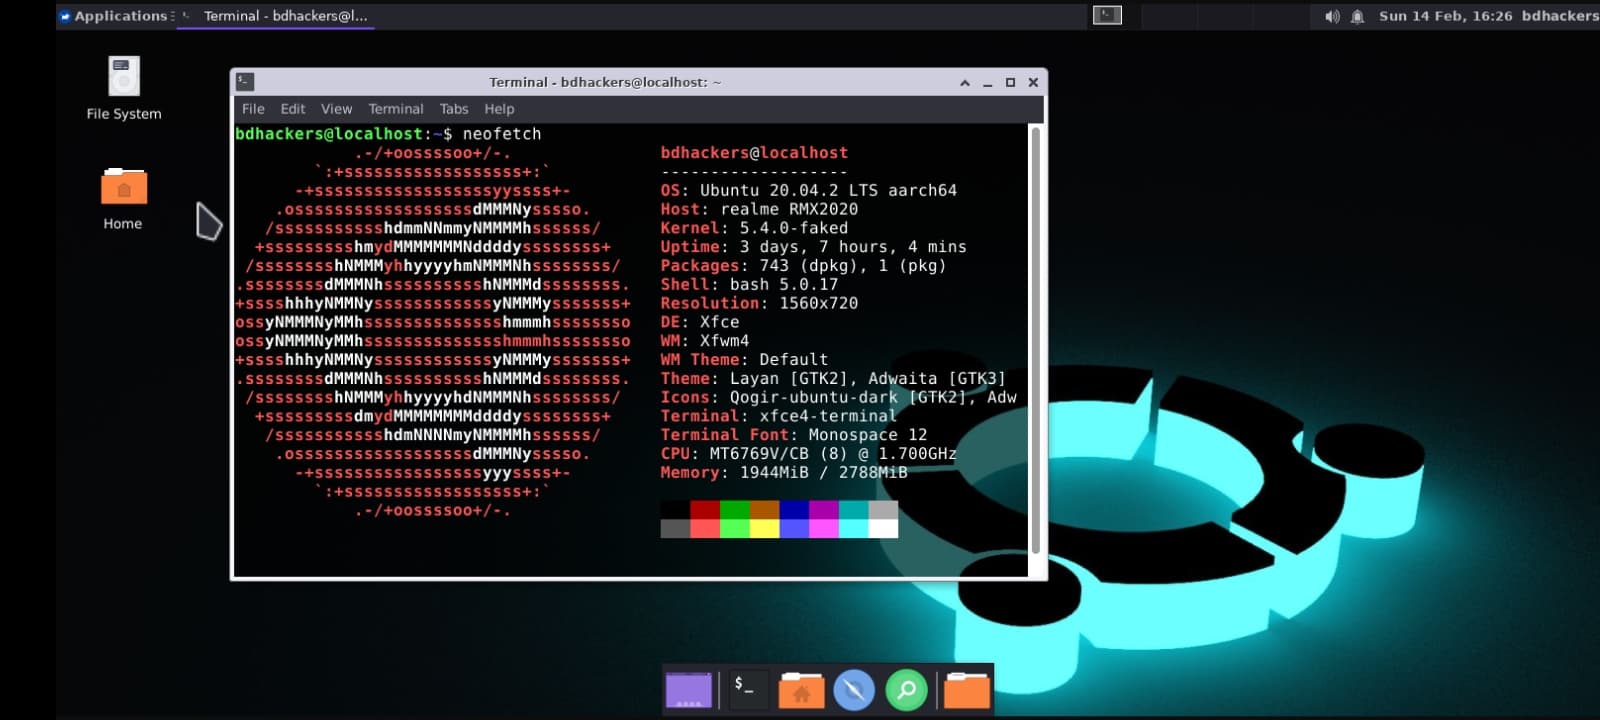 Applications
Terminal - bdhackers@l...
Sun 14 Feb, 16:26 bdhackers
File System
Home
Terminal - bdhackers@localhost: ~
File Edit View Terminal Tabs Help
bdhackers@localhost:~$ neofetch
.-/+oossssoo+/-.
`:+ssssssssssssssssss+:`
-+ssssssssssssssssssyyssss+-
.ossssssssssssssssssdMMMNysssso.
/ssssssssssshdmmNNmmyNMMMMhssssss/
+ssssssssshmydMMMMMMMNddddyssssssss+
/sssssssshNMMMyhhyyyyhmNMMMNhssssssss/
.ssssssssdMMMNhsssssssssshNMMMdssssssss.
+sssshhhyNMMNyssssssssssssyNMMMysssssss+
ossyNMMMNyMMhsssssssssssssshmmmhssssssso
ossyNMMMNyMMhsssssssssssssshmmmhssssssso
+sssshhhyNMMNyssssssssssssyNMMMysssssss+
.ssssssssdMMMNhsssssssssshNMMMdssssssss.
/sssssssshNMMMyhhyyyyhdNMMMNhssssssss/
+sssssssssdmydMMMMMMMMddddyssssssss+
/ssssssssssshdmNNNNmyNMMMMhssssss/
.ossssssssssssssssssdMMMNysssso.
-+sssssssssssssssssyyyssss+-
`:+ssssssssssssssssss+:`
.-/+oossssoo+/-.
bdhackers@localhost
-------------------
OS: Ubuntu 20.04.2 LTS aarch64
Host: realme RMX2020
Kernel: 5.4.0-faked
Uptime: 3 days, 7 hours, 4 mins
Packages: 743 (dpkg), 1 (pkg)
Shell: bash 5.0.17
Resolution: 1560x720
DE: Xfce
WM: Xfwm4
WM Theme: Default
Theme: Layan [GTK2], Adwaita [GTK3]
Icons: Qogir-ubuntu-dark [GTK2], Adw
Terminal: xfce4-terminal
Terminal Font: Monospace 12
CPU: MT6769V/CB (8) @ 1.700GHz
Memory: 1944MiB / 2788MiB
$_